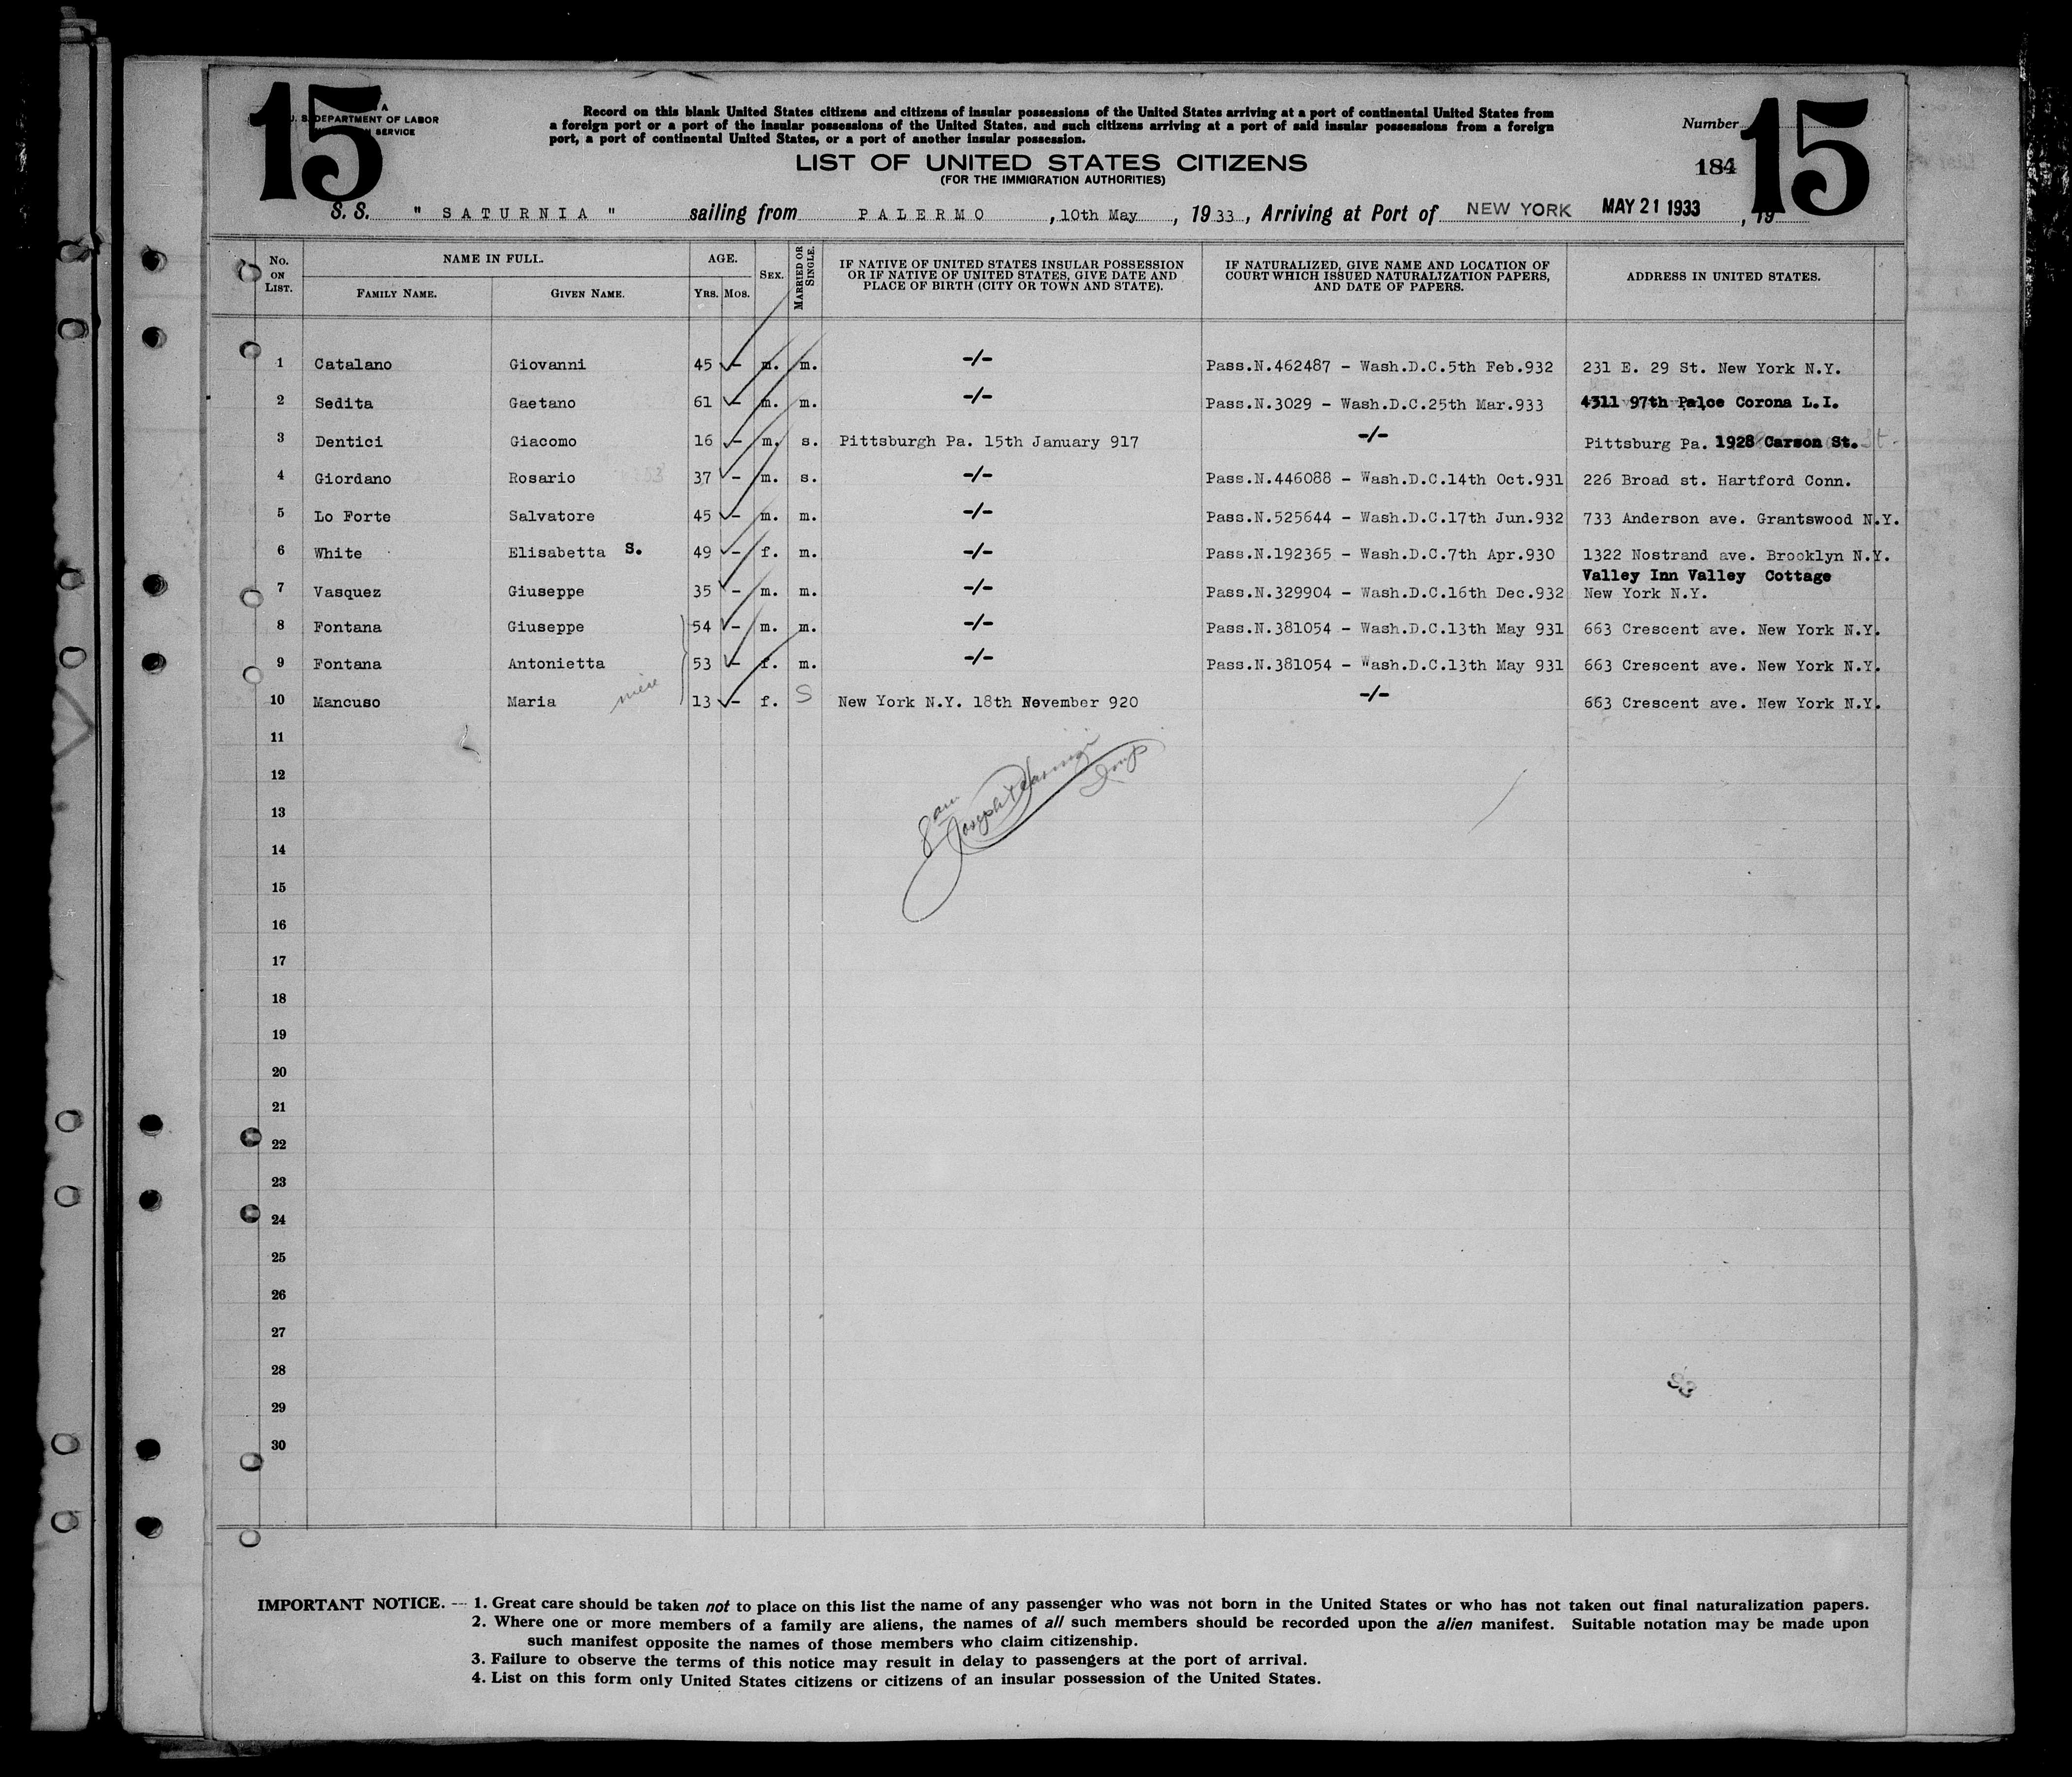 15
U. S. DEPARTMENT OF LABOR
SERVICE
Record on this blank United States citizens and citizens of insular possessions of the United States arriving at a port of continental United States from
a foreign port or a port of the insular possessions of the United States, and such citizens arriving at a port of said insular possessions from a foreign
port, a port of continental United States, or a port of another insular possession.
Number
15
LIST OF UNITED STATES CITIZENS
(FOR THE IMMIGRATION AUTHORITIES)
184
S. S. " SATURNIA " sailing from PALERMO , 10th May , 19 33 , Arriving at Port of NEW YORK MAY 21 1933 , 19
No. ON LIST. NAME IN FULL. AGE. SEX. MARRIED OR SINGLE. IF NATIVE OF UNITED STATES INSULAR POSSESSION OR IF NATIVE OF UNITED STATES, GIVE DATE AND PLACE OF BIRTH (CITY OR TOWN AND STATE). IF NATURALIZED, GIVE NAME AND LOCATION OF COURT WHICH ISSUED NATURALIZATION PAPERS, AND DATE OF PAPERS. ADDRESS IN UNITED STATES.
FAMILY NAME. GIVEN NAME. YRS. MOS.
1 Catalano Giovanni 45 - m. m. -/- Pass.N.462487 - Wash.D.C.5th Feb.932 231 E. 29 St. New York N.Y.
2 Sedita Gaetano 61 - m. m. -/- Pass.N.3029 - Wash.D.C.25th Mar.933 4311 97th Palce Corona L.I.
3 Dentici Giacomo 16 - m. s. Pittsburgh Pa. 15th January 917 -/- Pittsburg Pa. 1928 Carson St.
4 Giordano Rosario 37 - m. s. -/- Pass.N.446088 - Wash.D.C.14th Oct.931 226 Broad st. Hartford Conn.
5 Lo Forte Salvatore 45 - m. m. -/- Pass.N.525644 - Wash.D.C.17th Jun.932 733 Anderson ave. Grantswood N.Y.
6 White Elisabetta S. 49 - f. m. -/- Pass.N.192365 - Wash.D.C.7th Apr.930 1322 Nostrand ave. Brooklyn N.Y.
Valley Inn Valley Cottage
7 Vasquez Giuseppe 35 - m. m. -/- Pass.N.329904 - Wash.D.C.16th Dec.932 New York N.Y.
8 Fontana Giuseppe 54 - m. m. -/- Pass.N.381054 - Wash.D.C.13th May 931 663 Crescent ave. New York N.Y.
9 Fontana Antonietta 53 - f. m. -/- Pass.N.381054 - Wash.D.C.13th May 931 663 Crescent ave. New York N.Y.
10 Mancuso Maria niece 13 - f. S New York N.Y. 18th November 920 -/- 663 Crescent ave. New York N.Y.
11
12
13
14
15
16
17
18
19
20
21
22
23
24
25
26
27
28
29
30
IMPORTANT NOTICE. — 1. Great care should be taken not to place on this list the name of any passenger who was not born in the United States or who has not taken out final naturalization papers.
2. Where one or more members of a family are aliens, the names of all such members should be recorded upon the alien manifest. Suitable notation may be made upon
such manifest opposite the names of those members who claim citizenship.
3. Failure to observe the terms of this notice may result in delay to passengers at the port of arrival.
4. List on this form only United States citizens or citizens of an insular possession of the United States.